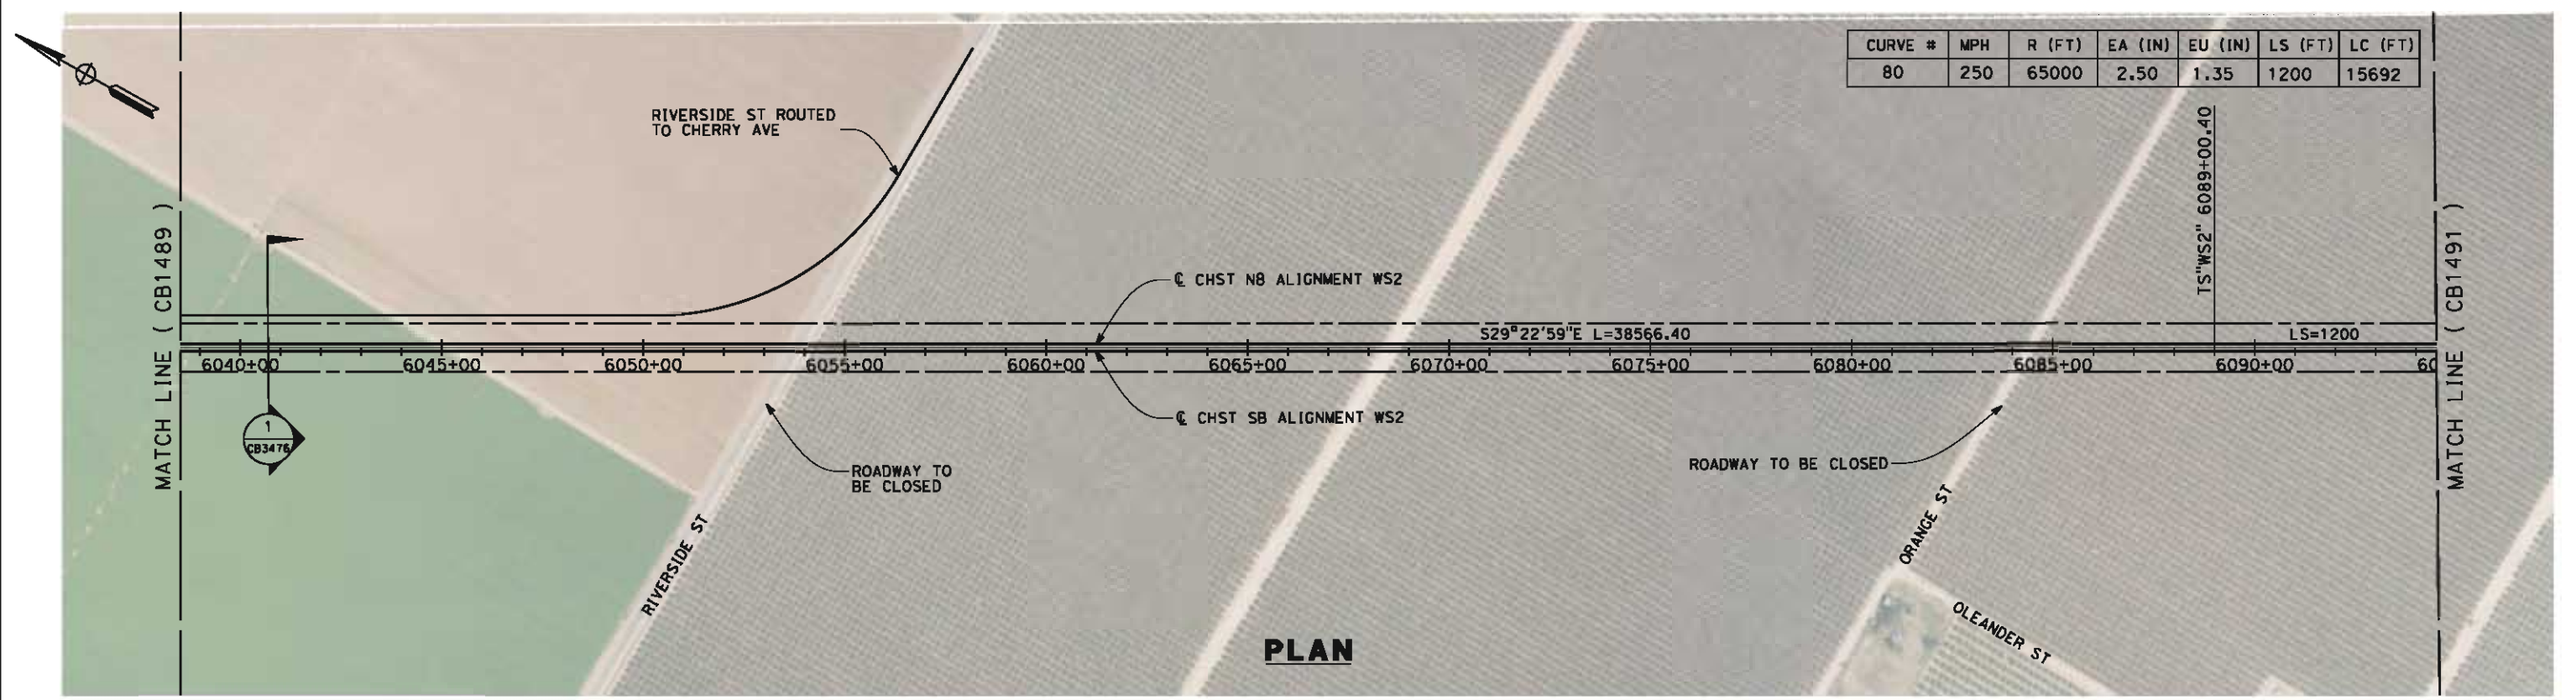 CURVE # MPH R (FT) EA (IN) EU (IN) LS (FT) LC (FT)
80 250 65000 2.50 1.35 1200 15692
RIVERSIDE ST ROUTED
TO CHERRY AVE
TS"WS2" 6089+00.40
MATCH LINE ( CB1489 )
MATCH LINE ( CB1491 )
℄ CHST NB ALIGNMENT WS2
S29°22'59"E L=38566.40
LS=1200
6040+00 6045+00 6050+00 6055+00 6060+00 6065+00 6070+00 6075+00 6080+00 6085+00 6090+00 60
℄ CHST SB ALIGNMENT WS2
1
CB3476
ROADWAY TO
BE CLOSED
ROADWAY TO BE CLOSED
RIVERSIDE ST
ORANGE ST
OLEANDER ST
PLAN